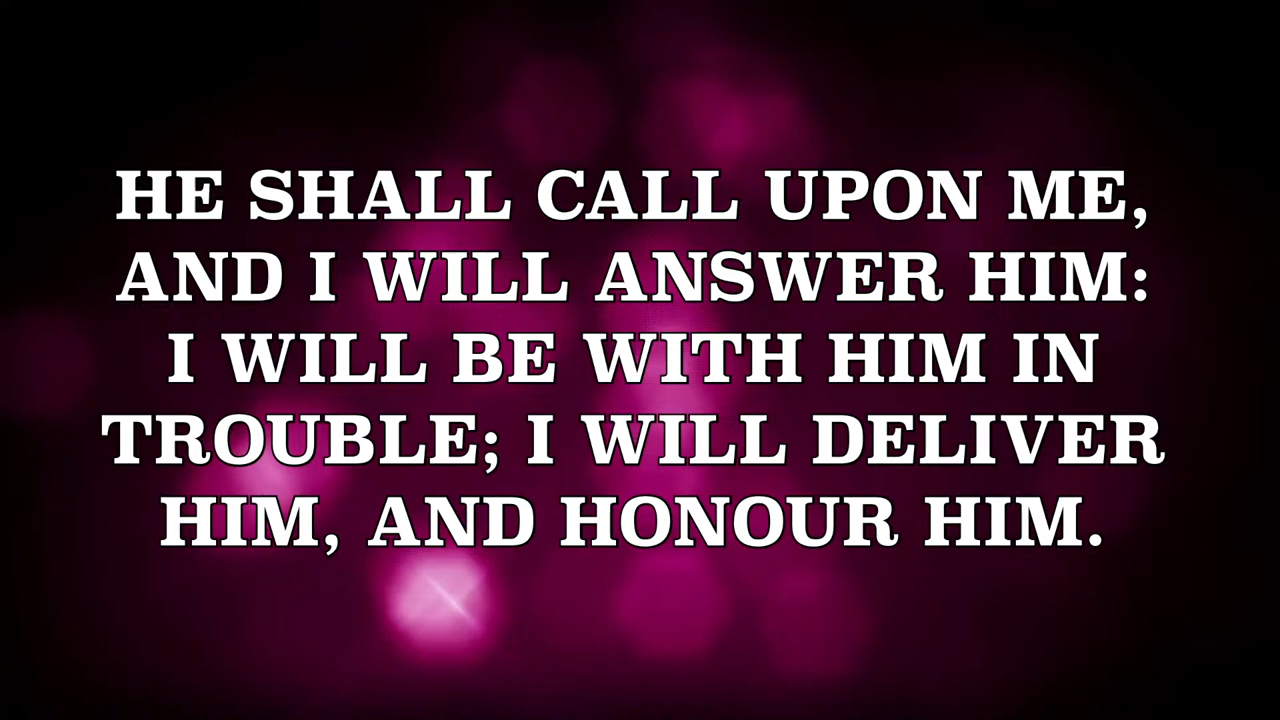 HE SHALL CALL UPON ME,
AND I WILL ANSWER HIM:
I WILL BE WITH HIM IN
TROUBLE; I WILL DELIVER
HIM, AND HONOUR HIM.